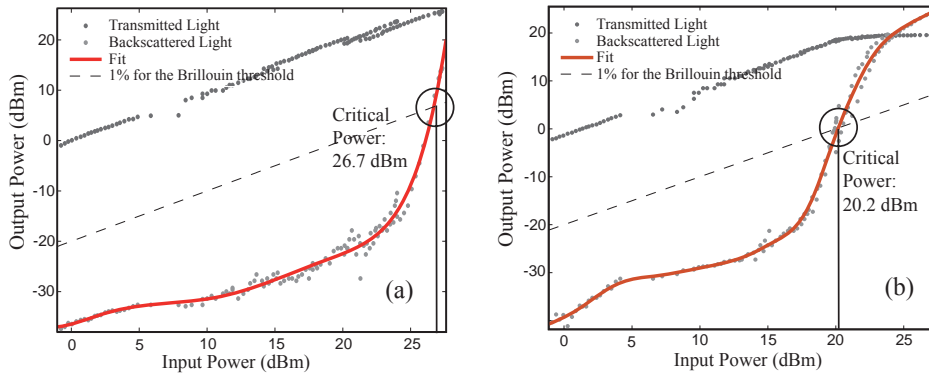 Transmitted Light
Backscattered Light
Fit
1% for the Brillouin threshold
Critical
Power:
26.7 dBm
(a)
20
10
0
-10
-20
-30
0
5
10
15
20
25
Output Power (dBm)
Input Power (dBm)
Transmitted Light
Backscattered Light
Fit
1% for the Brillouin threshold
Critical
Power:
20.2 dBm
(b)
20
10
0
-10
-20
-30
0
5
10
15
20
25
Output Power (dBm)
Input Power (dBm)